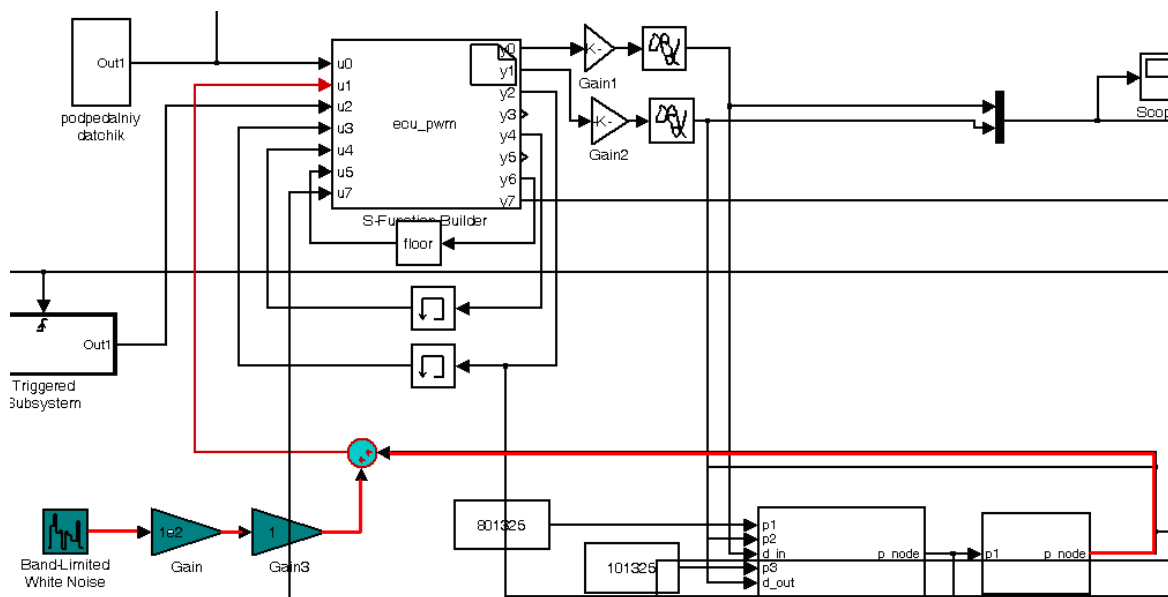 Out1
podpedalniy
datchik
u0
u1
u2
u3
u4
u5
u7
ecu_pwm
y0
y1
y2
y3
y4
y5
y6
y7
S-Function Builder
-K-
Gain1
-K-
Gain2
Scop
floor
Out1
Triggered
Subsystem
Band-Limited
White Noise
1e2
Gain
1
Gain3
801325
101325
p1
p2
d_in
p3
d_out
p_node
p1
p_node